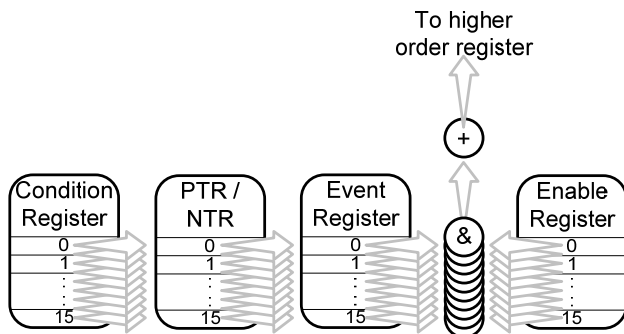 To higher
order register
+
Condition
Register
PTR /
NTR
Event
Register
&
Enable
Register
0
0
0
0
1
1
1
1
:
:
:
:
15
15
15
15